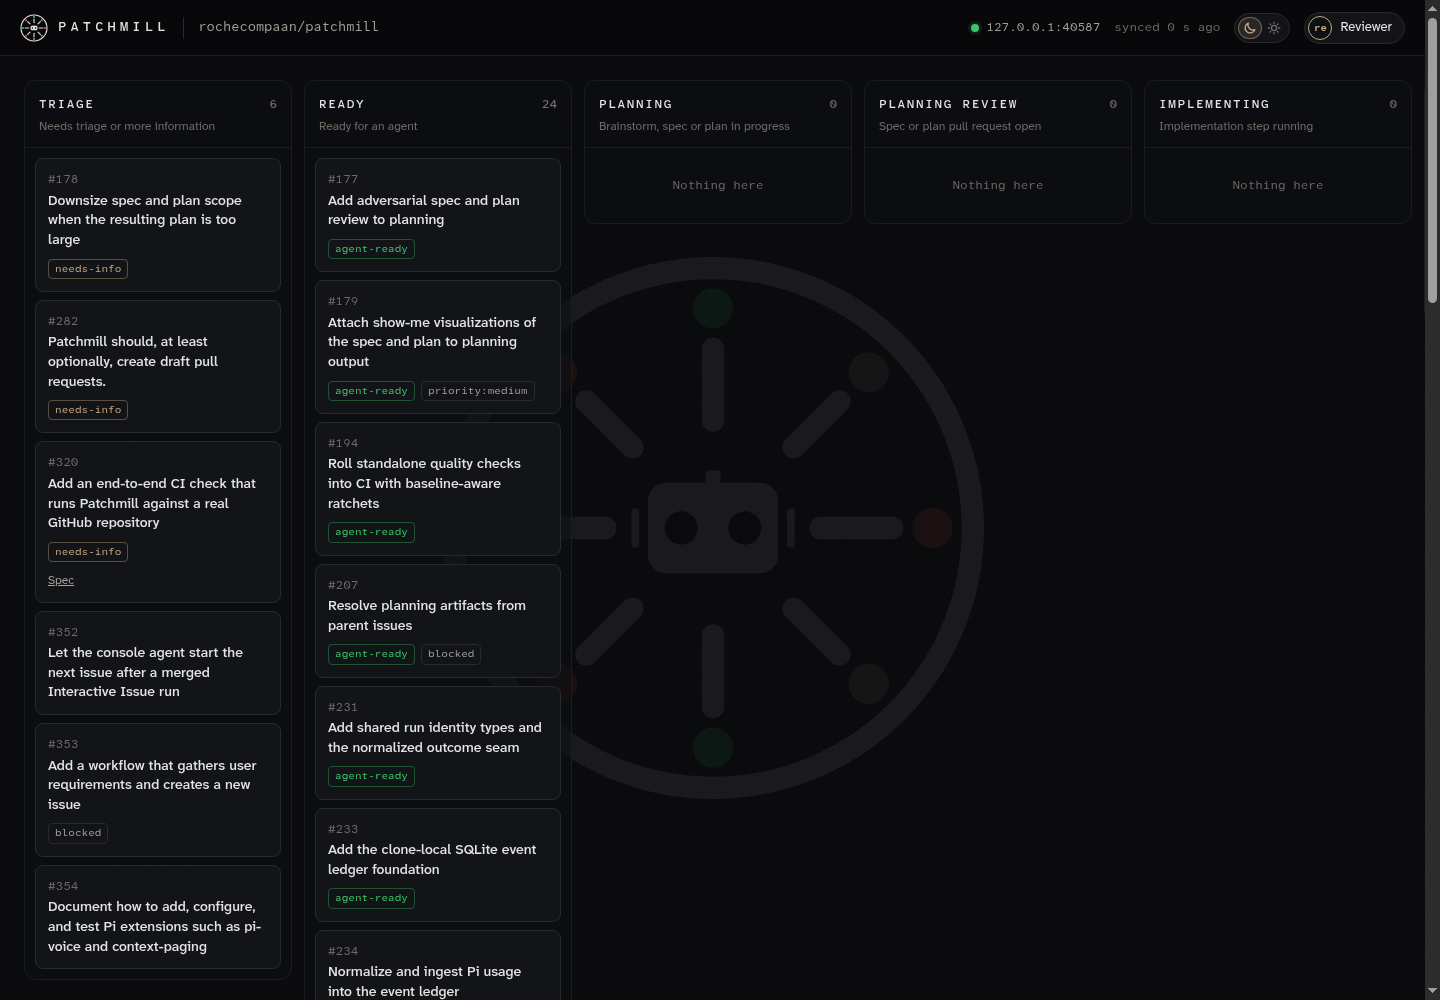 PATCHMILL
rochecompaan/patchmill
127.0.0.1:40587
synced 0 s ago
re
Reviewer
TRIAGE
6
Needs triage or more information
#178
Downsize spec and plan scope
when the resulting plan is too
large
needs-info
#282
Patchmill should, at least
optionally, create draft pull
requests.
needs-info
#320
Add an end-to-end CI check that
runs Patchmill against a real
GitHub repository
needs-info
Spec
#352
Let the console agent start the
next issue after a merged
Interactive Issue run
#353
Add a workflow that gathers user
requirements and creates a new
issue
blocked
#354
Document how to add, configure,
and test Pi extensions such as pi-
voice and context-paging
READY
24
Ready for an agent
#177
Add adversarial spec and plan
review to planning
agent-ready
#179
Attach show-me visualizations of
the spec and plan to planning
output
agent-ready
priority:medium
#194
Roll standalone quality checks
into CI with baseline-aware
ratchets
agent-ready
#207
Resolve planning artifacts from
parent issues
agent-ready
blocked
#231
Add shared run identity types and
the normalized outcome seam
agent-ready
#233
Add the clone-local SQLite event
ledger foundation
agent-ready
#234
Normalize and ingest Pi usage
into the event ledger
PLANNING
0
Brainstorm, spec or plan in progress
Nothing here
PLANNING REVIEW
0
Spec or plan pull request open
Nothing here
IMPLEMENTING
0
Implementation step running
Nothing here